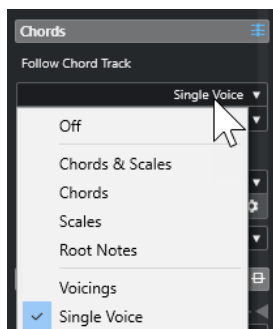 Chords
Follow Chord Track
Single Voice
Off
Chords & Scales
Chords
Scales
Root Notes
Voicings
Single Voice